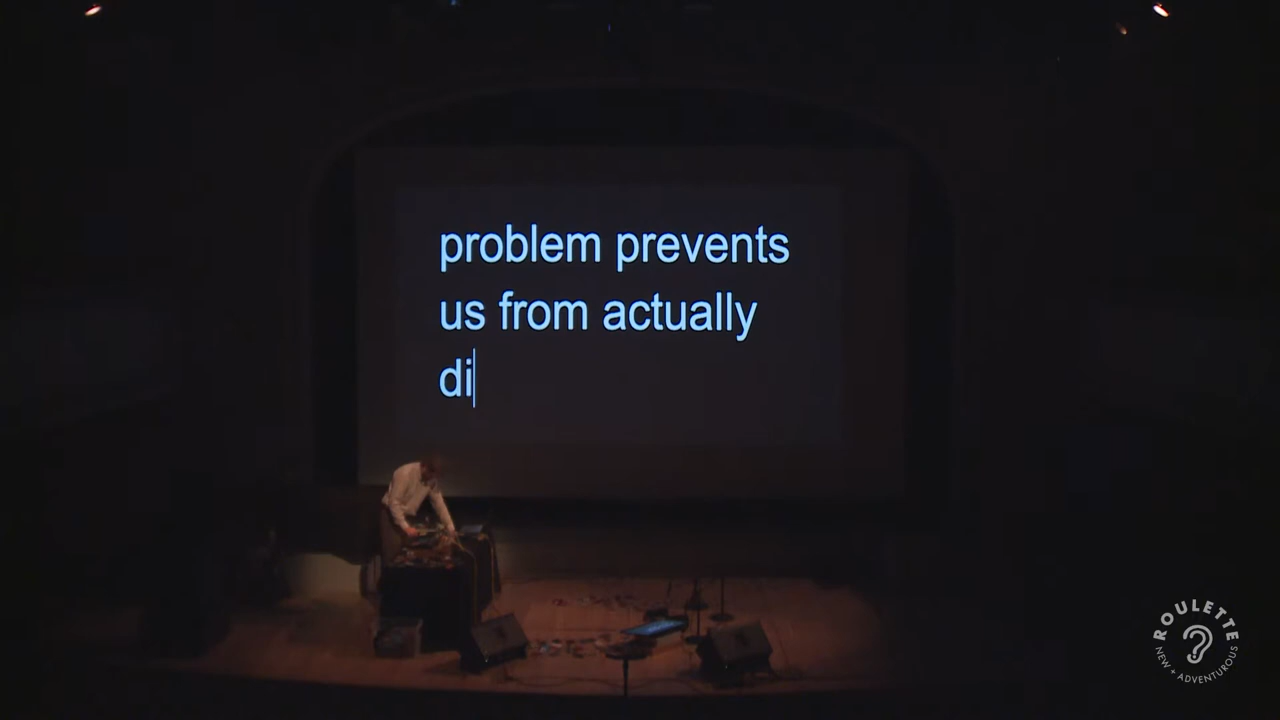 problem prevents
us from actually
di
ROULETTE
NEW + ADVENTUROUS